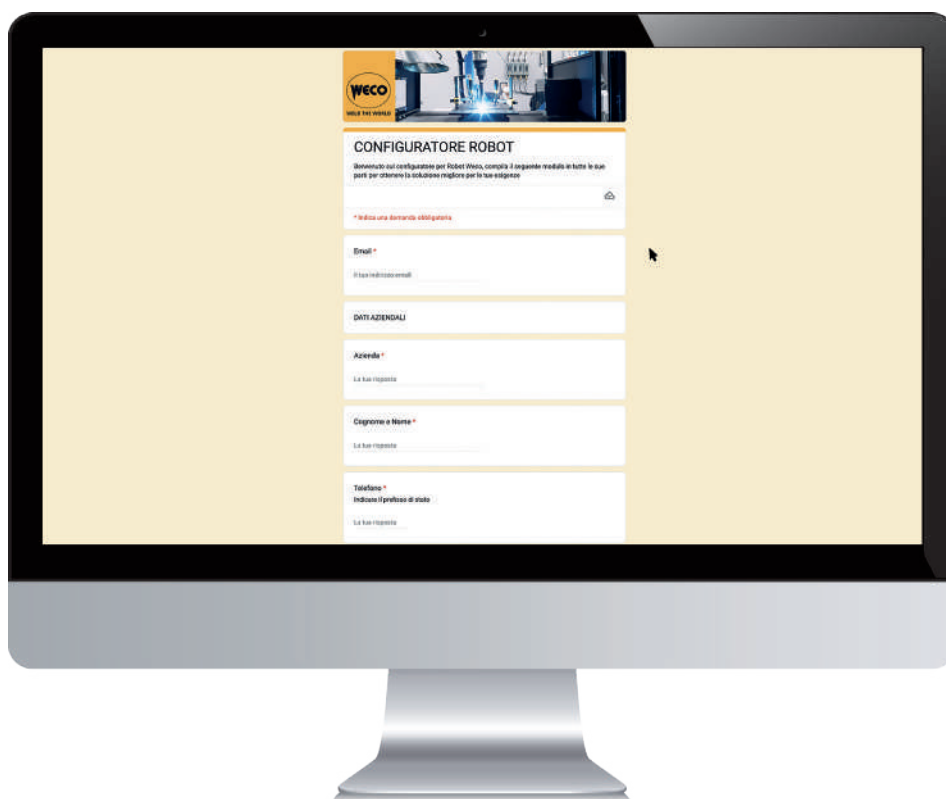 WECO
WELD THE WORLD
CONFIGURATORE ROBOT
Benvenuto sul configuratore per Robot Weco, compila il seguente modulo in tutte le sue
parti per ottenere la soluzione migliore per le tue esigenze
* Indica una domanda obbligatoria
Email *
Il tuo indirizzo email
DATI AZIENDALI
Azienda *
La tua risposta
Cognome e Nome *
La tua risposta
Telefono *
Indicare il prefisso di stato
La tua risposta